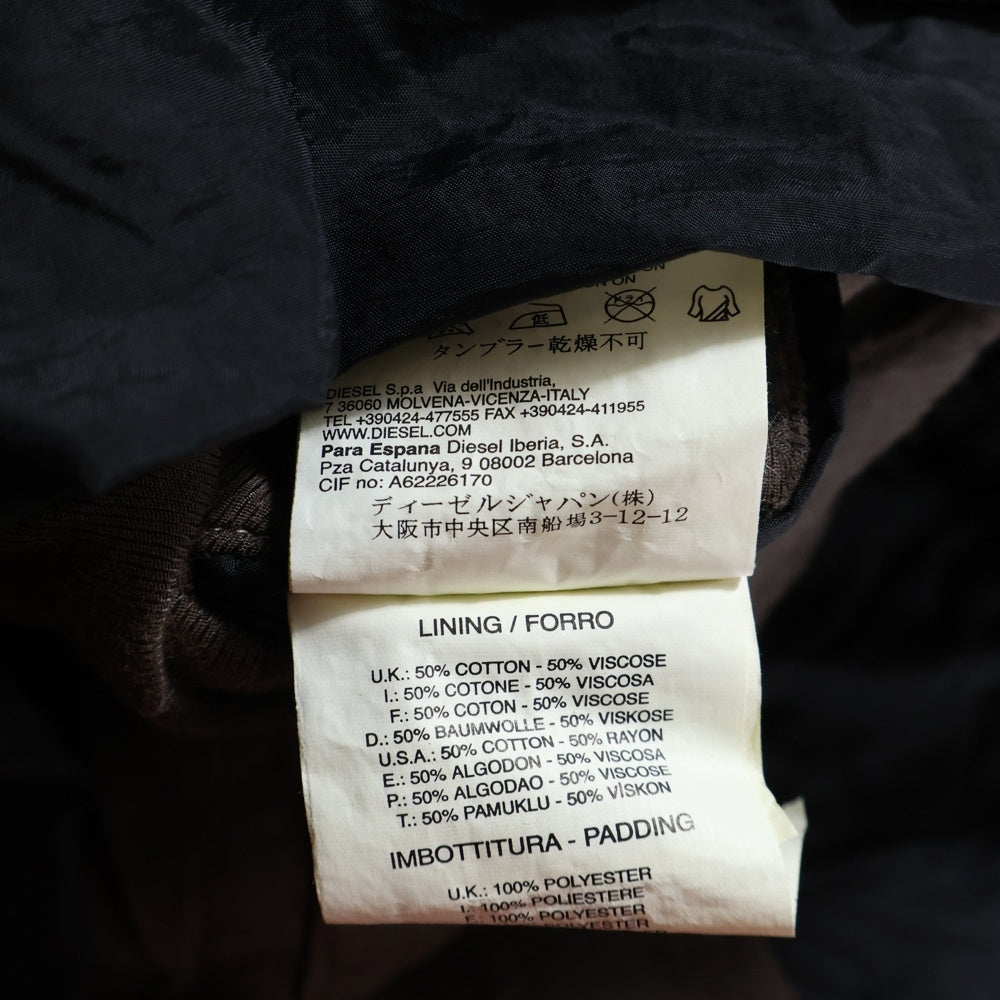 ON
低
タンブラー乾燥不可
DIESEL S.p.a Via dell'Industria,
7 36060 MOLVENA-VICENZA-ITALY
TEL +390424-477555 FAX +390424-411955
WWW.DIESEL.COM
Para Espana Diesel Iberia, S.A.
Pza Catalunya, 9 08002 Barcelona
CIF no: A62226170
ディーゼルジャパン(株)
大阪市中央区南船場3-12-12
LINING / FORRO
U.K.: 50% COTTON - 50% VISCOSE
I.: 50% COTONE - 50% VISCOSA
F.: 50% COTON - 50% VISCOSE
D.: 50% BAUMWOLLE - 50% VISKOSE
U.S.A.: 50% COTTON - 50% RAYON
E.: 50% ALGODON - 50% VISCOSA
P.: 50% ALGODAO - 50% VISCOSE
T.: 50% PAMUKLU - 50% VISKON
IMBOTTITURA - PADDING
U.K.: 100% POLYESTER
I.: 100% POLIESTERE
F.: 100% POLYESTER